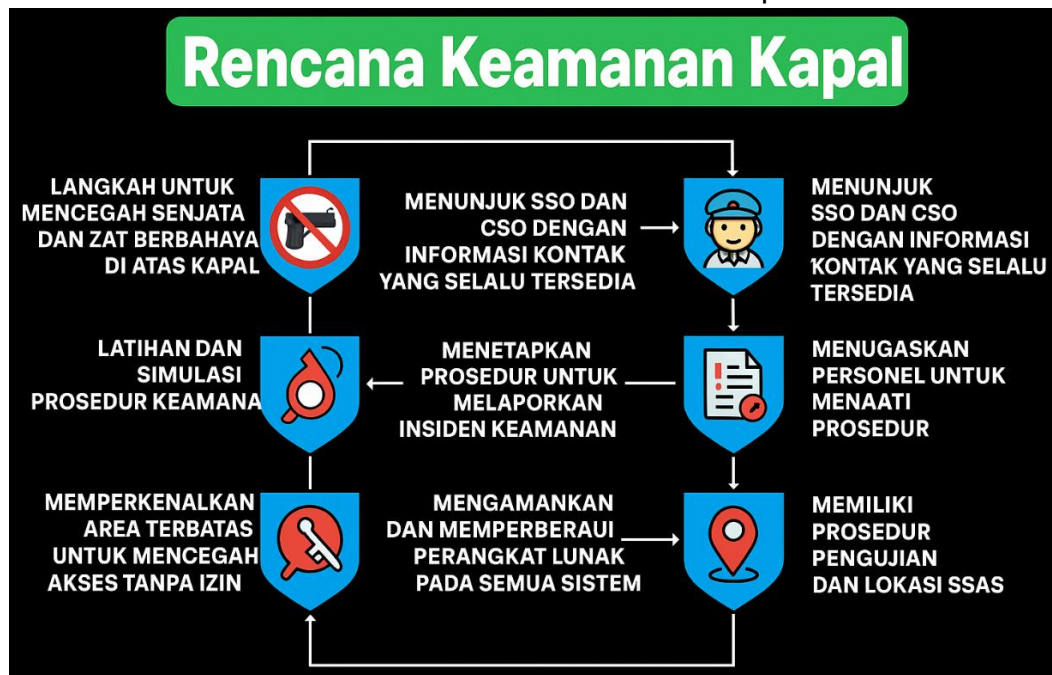 Rencana Keamanan Kapal
LANGKAH UNTUK
MENCEGAH SENJATA
DAN ZAT BERBAHAYA
DI ATAS KAPAL
MENUNJUK SSO DAN
CSO DENGAN
INFORMASI KONTAK
YANG SELALU TERSEDIA
MENUNJUK
SSO DAN CSO
DENGAN INFORMASI
KONTAK YANG SELALU
TERSEDIA
LATIHAN DAN
SIMULASI
PROSEDUR KEAMANA
MENETAPKAN
PROSEDUR UNTUK
MELAPORKAN
INSIDEN KEAMANAN
MENUGASKAN
PERSONEL UNTUK
MENAATI
PROSEDUR
MEMPERKENALKAN
AREA TERBATAS
UNTUK MENCEGAH
AKSES TANPA IZIN
MENGAMANKAN
DAN MEMPERBERAUI
PERANGKAT LUNAK
PADA SEMUA SISTEM
MEMILIKI
PROSEDUR
PENGUJIAN
DAN LOKASI SSAS